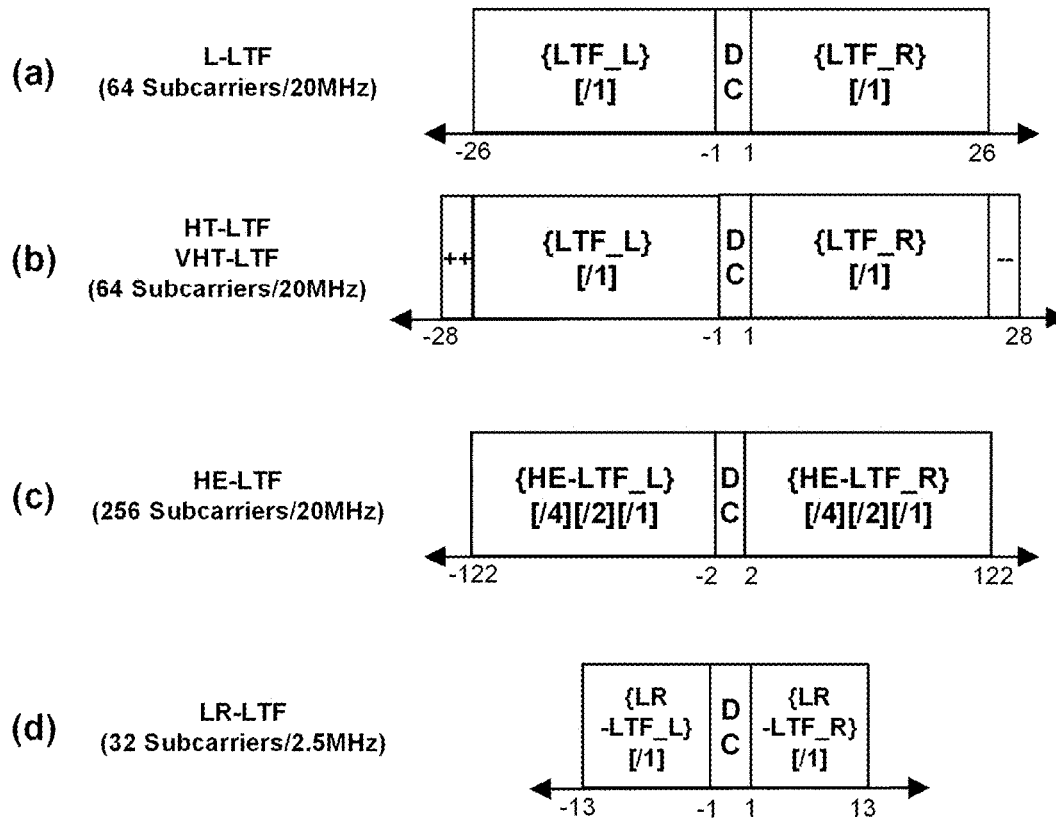 (a)
L-LTF
(64 Subcarriers/20MHz)
{LTF_L}
[/1]
D
C
{LTF_R}
[/1]
-26
-1
1
26
(b)
HT-LTF
VHT-LTF
(64 Subcarriers/20MHz)
++
{LTF_L}
[/1]
D
C
{LTF_R}
[/1]
--
-28
-1
1
28
(c)
HE-LTF
(256 Subcarriers/20MHz)
{HE-LTF_L}
[/4][/2][/1]
D
C
{HE-LTF_R}
[/4][/2][/1]
-122
-2
2
122
(d)
LR-LTF
(32 Subcarriers/2.5MHz)
{LR
-LTF_L}
[/1]
D
C
{LR
-LTF_R}
[/1]
-13
-1
1
13